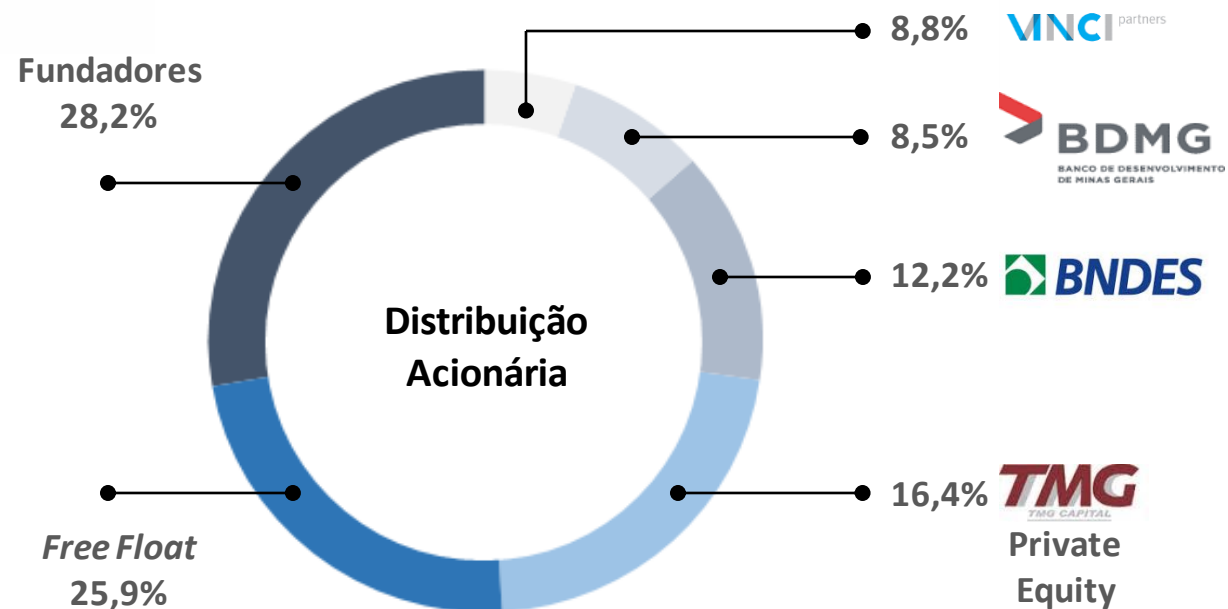 8,8%
VINCI partners
Fundadores
28,2%
8,5%
BDMG
BANCO DE DESENVOLVIMENTO
DE MINAS GERAIS
12,2%
BNDES
Distribuição
Acionária
16,4%
TMG
TMG CAPITAL
Private
Equity
Free Float
25,9%